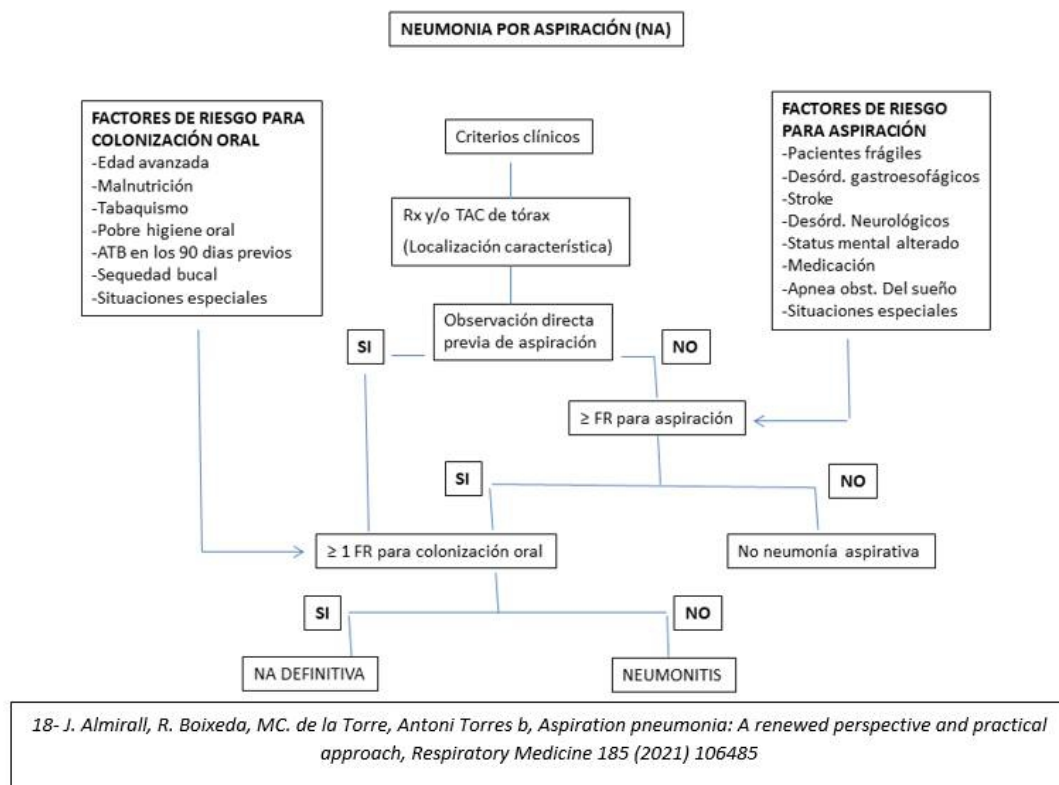 NEUMONIA POR ASPIRACIÓN (NA)
FACTORES DE RIESGO PARA
COLONIZACIÓN ORAL
-Edad avanzada
-Malnutrición
-Tabaquismo
-Pobre higiene oral
-ATB en los 90 dias previos
-Sequedad bucal
-Situaciones especiales
Criterios clínicos
FACTORES DE RIESGO
PARA ASPIRACIÓN
-Pacientes frágiles
-Desórd. gastroesofágicos
-Stroke
-Desórd. Neurológicos
-Status mental alterado
-Medicación
-Apnea obst. Del sueño
-Situaciones especiales
Rx y/o TAC de tórax
(Localización característica)
Observación directa
previa de aspiración
SI
NO
≥ FR para aspiración
SI
NO
≥ 1 FR para colonización oral
No neumonía aspirativa
SI
NO
NA DEFINITIVA
NEUMONITIS
18- J. Almirall, R. Boixeda, MC. de la Torre, Antoni Torres b, Aspiration pneumonia: A renewed perspective and practical
approach, Respiratory Medicine 185 (2021) 106485